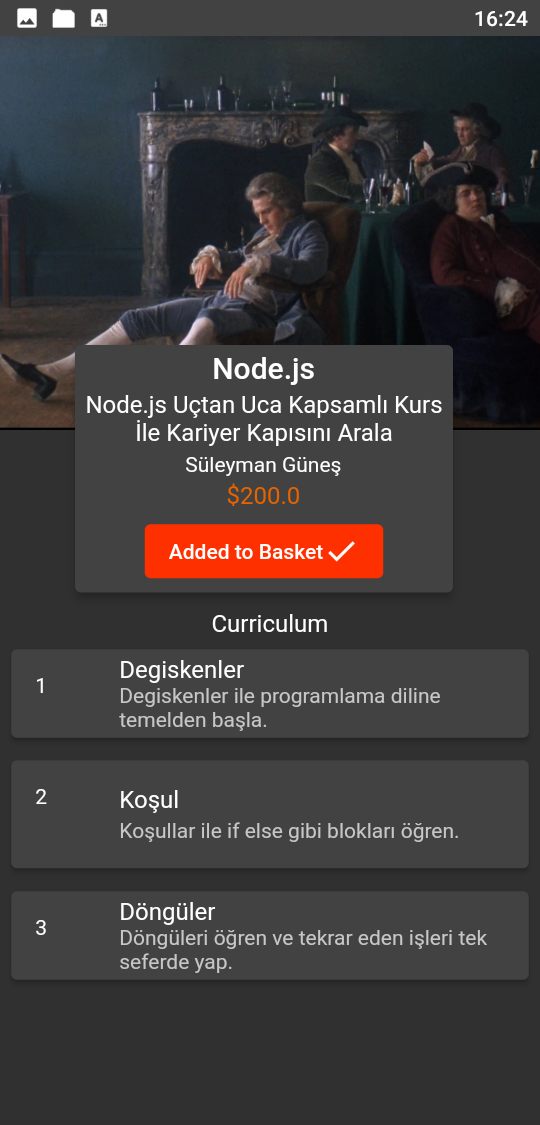 16:24
Node.js
Node.js Uçtan Uca Kapsamlı Kurs
İle Kariyer Kapısını Arala
Süleyman Güneş
$200.0
Added to Basket
Curriculum
1
Degiskenler
Degiskenler ile programlama diline
temelden başla.
2
Koşul
Koşullar ile if else gibi blokları öğren.
3
Döngüler
Döngüleri öğren ve tekrar eden işleri tek
seferde yap.